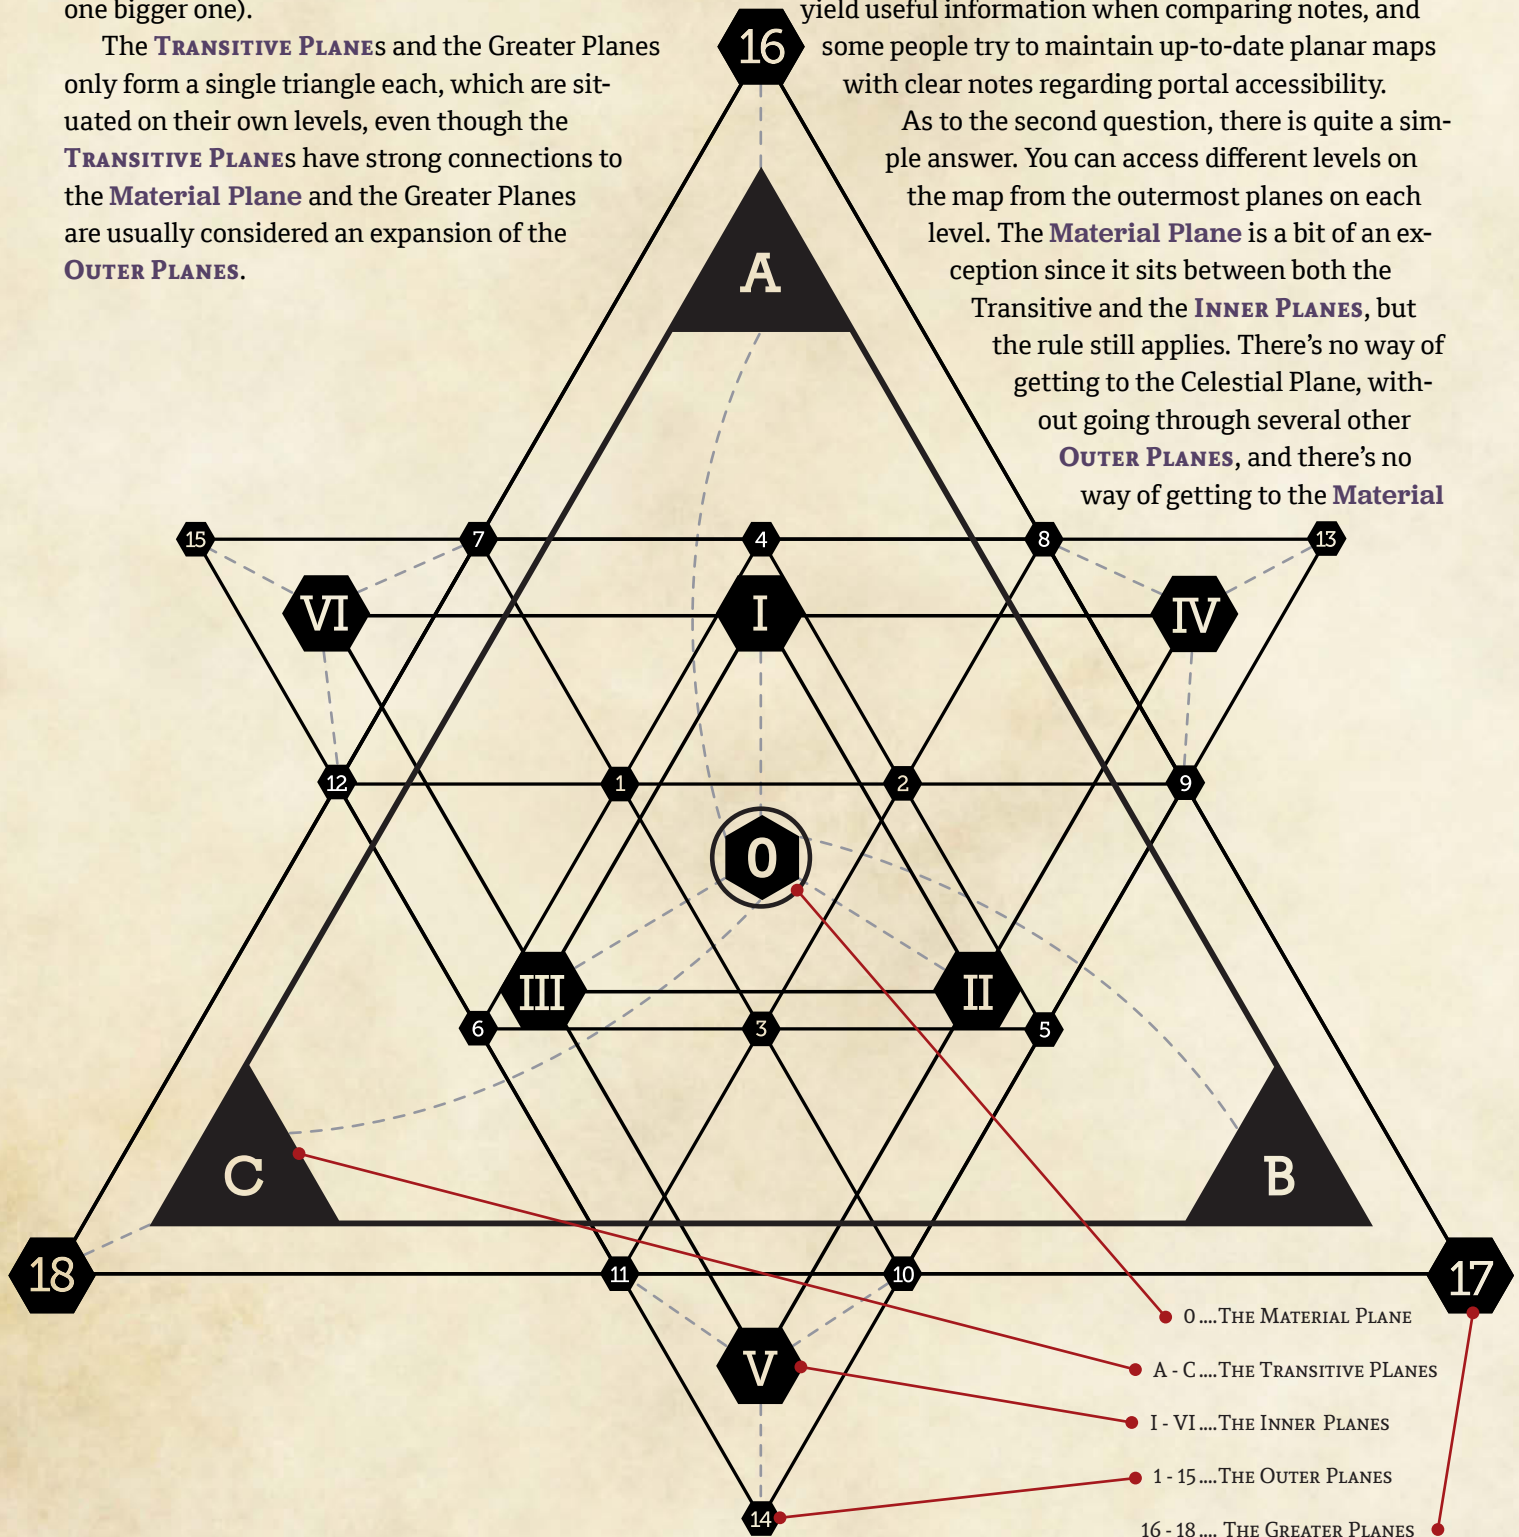 one bigger one).
The TRANSITIVE PLANEs and the Greater Planes
only form a single triangle each, which are sit-
uated on their own levels, even though the
TRANSITIVE PLANEs have strong connections to
the Material Plane and the Greater Planes
are usually considered an expansion of the
OUTER PLANES.
yield useful information when comparing notes, and
some people try to maintain up-to-date planar maps
with clear notes regarding portal accessibility.
As to the second question, there is quite a sim-
ple answer. You can access different levels on
the map from the outermost planes on each
level. The Material Plane is a bit of an ex-
ception since it sits between both the
Transitive and the INNER PLANES, but
the rule still applies. There’s no way of
getting to the Celestial Plane, with-
out going through several other
OUTER PLANES, and there’s no
way of getting to the Material
16
A
15
7
4
8
13
VI
I
IV
12
1
2
9
0
III
II
6
3
5
C
B
18
11
10
17
V
14
0....THE MATERIAL PLANE
A - C....THE TRANSITIVE PLANES
I - VI....THE INNER PLANES
1 - 15....THE OUTER PLANES
16 - 18.... THE GREATER PLANES